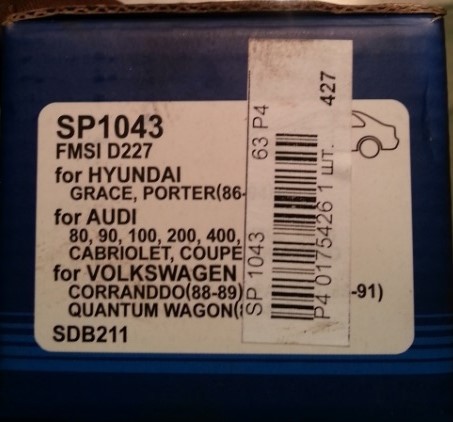 SP1043
FMSI D227
for HYUNDAI
GRACE, PORTER(86-
for AUDI
80, 90, 100, 200, 400,
CABRIOLET, COUPE
for VOLKSWAGEN
CORRANDDO(88-89) -91)
QUANTUM WAGON(
SDB211
SP 1043 63 P4
P4 0175426 1 шт. 427